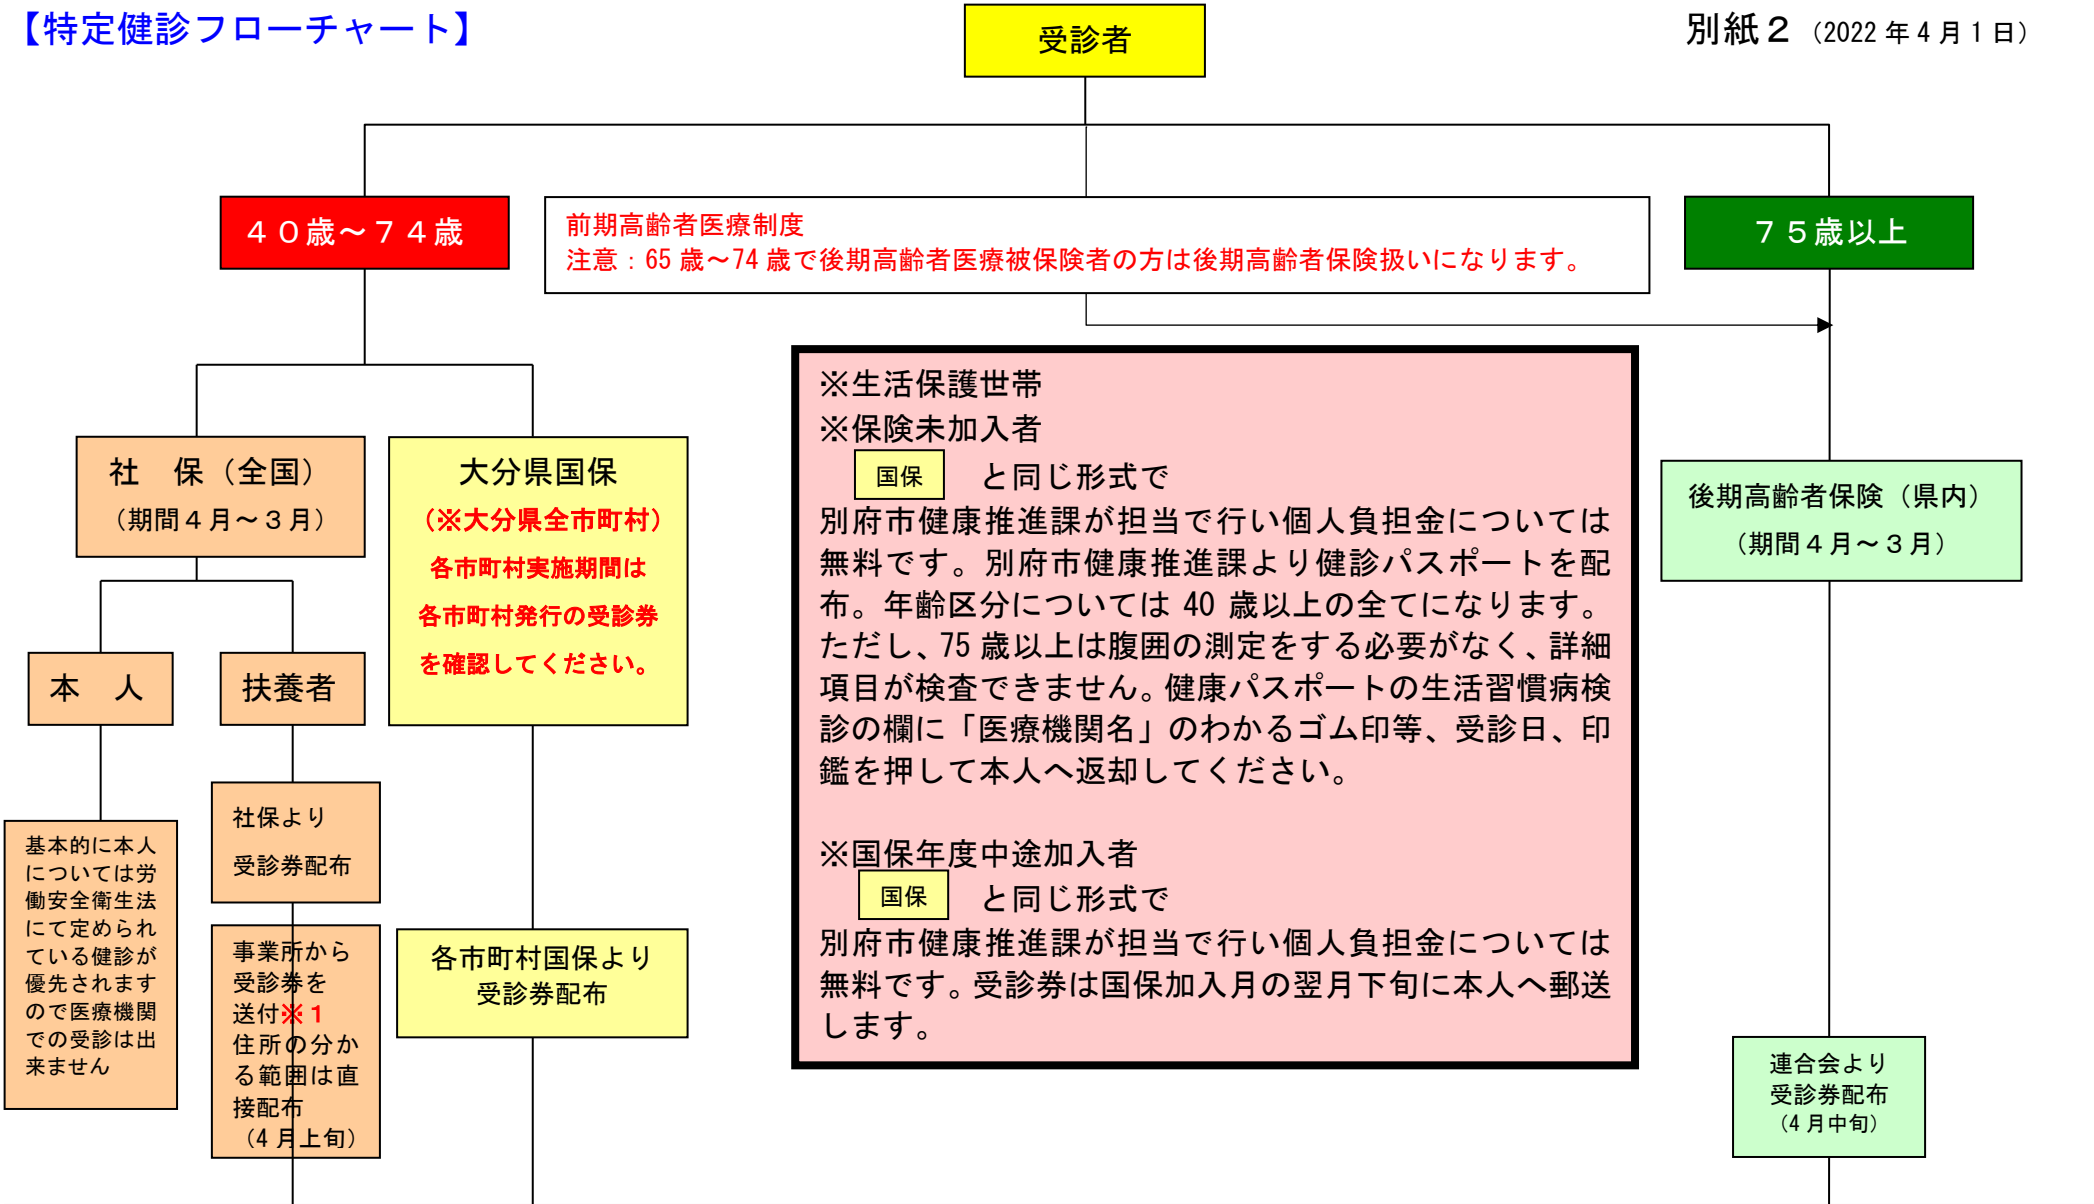 【特定健診フローチャート】
受診者
別紙２（2022年4月1日）
４０歳～７４歳
前期高齢者医療制度
注意：65歳～74歳で後期高齢者医療被保険者の方は後期高齢者保険扱いになります。
７５歳以上
社　保（全国）
（期間４月～３月）
大分県国保
（※大分県全市町村）
各市町村実施期間は
各市町村発行の受診券
を確認してください。
本　人
扶養者
基本的に本人
については労
働安全衛生法
にて定められ
ている健診が
優先されます
ので医療機関
での受診は出
来ません
社保より
受診券配布
事業所から
受診券を
送付※１
住所の分か
る範囲は直
接配布
（4月上旬）
各市町村国保より
受診券配布
※生活保護世帯
※保険未加入者
国保　と同じ形式で
別府市健康推進課が担当で行い個人負担金については
無料です。別府市健康推進課より健診パスポートを配
布。年齢区分については 40 歳以上の全てになります。
ただし、75歳以上は腹囲の測定をする必要がなく、詳細
項目が検査できません。健康パスポートの生活習慣病検
診の欄に「医療機関名」のわかるゴム印等、受診日、印
鑑を押して本人へ返却してください。
※国保年度中途加入者
国保　と同じ形式で
別府市健康推進課が担当で行い個人負担金については
無料です。受診券は国保加入月の翌月下旬に本人へ郵送
します。
後期高齢者保険（県内）
（期間４月～３月）
連合会より
受診券配布
（4月中旬）